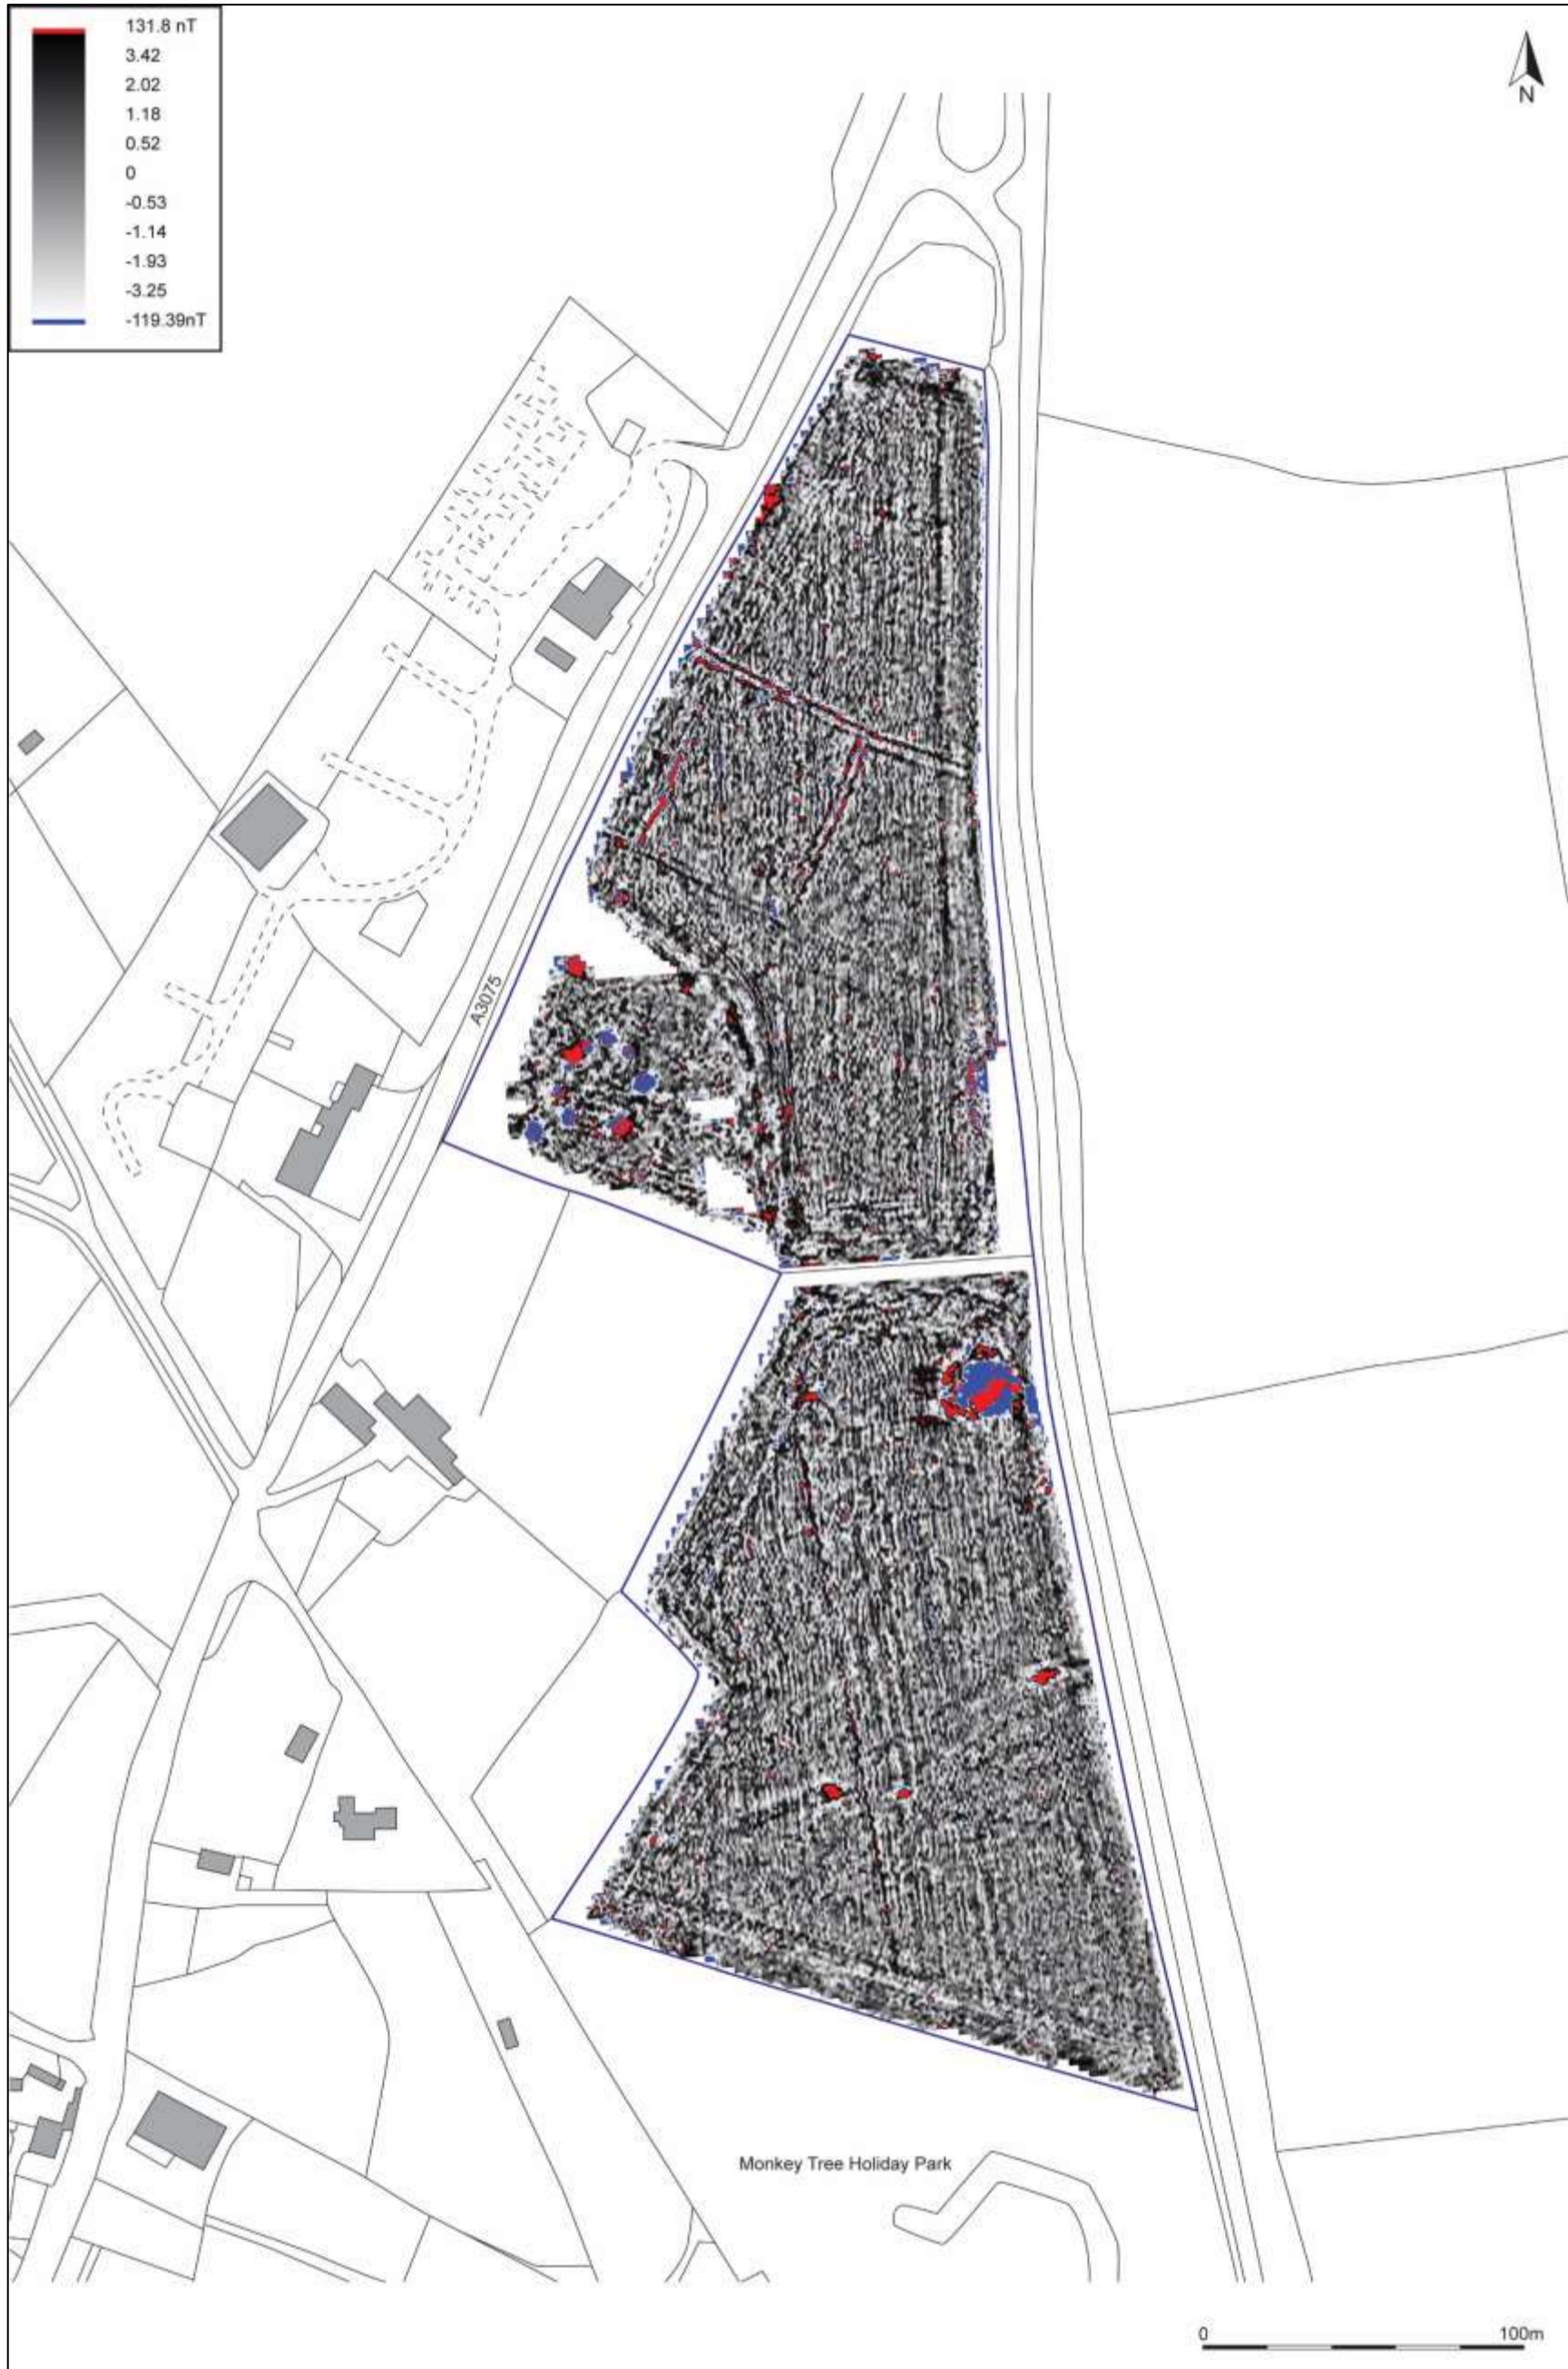 131.8 nT
3.42
2.02
1.18
0.52
0
-0.53
-1.14
-1.93
-3.25
-119.39nT
N
A3075
Monkey Tree Holiday Park
0 100m